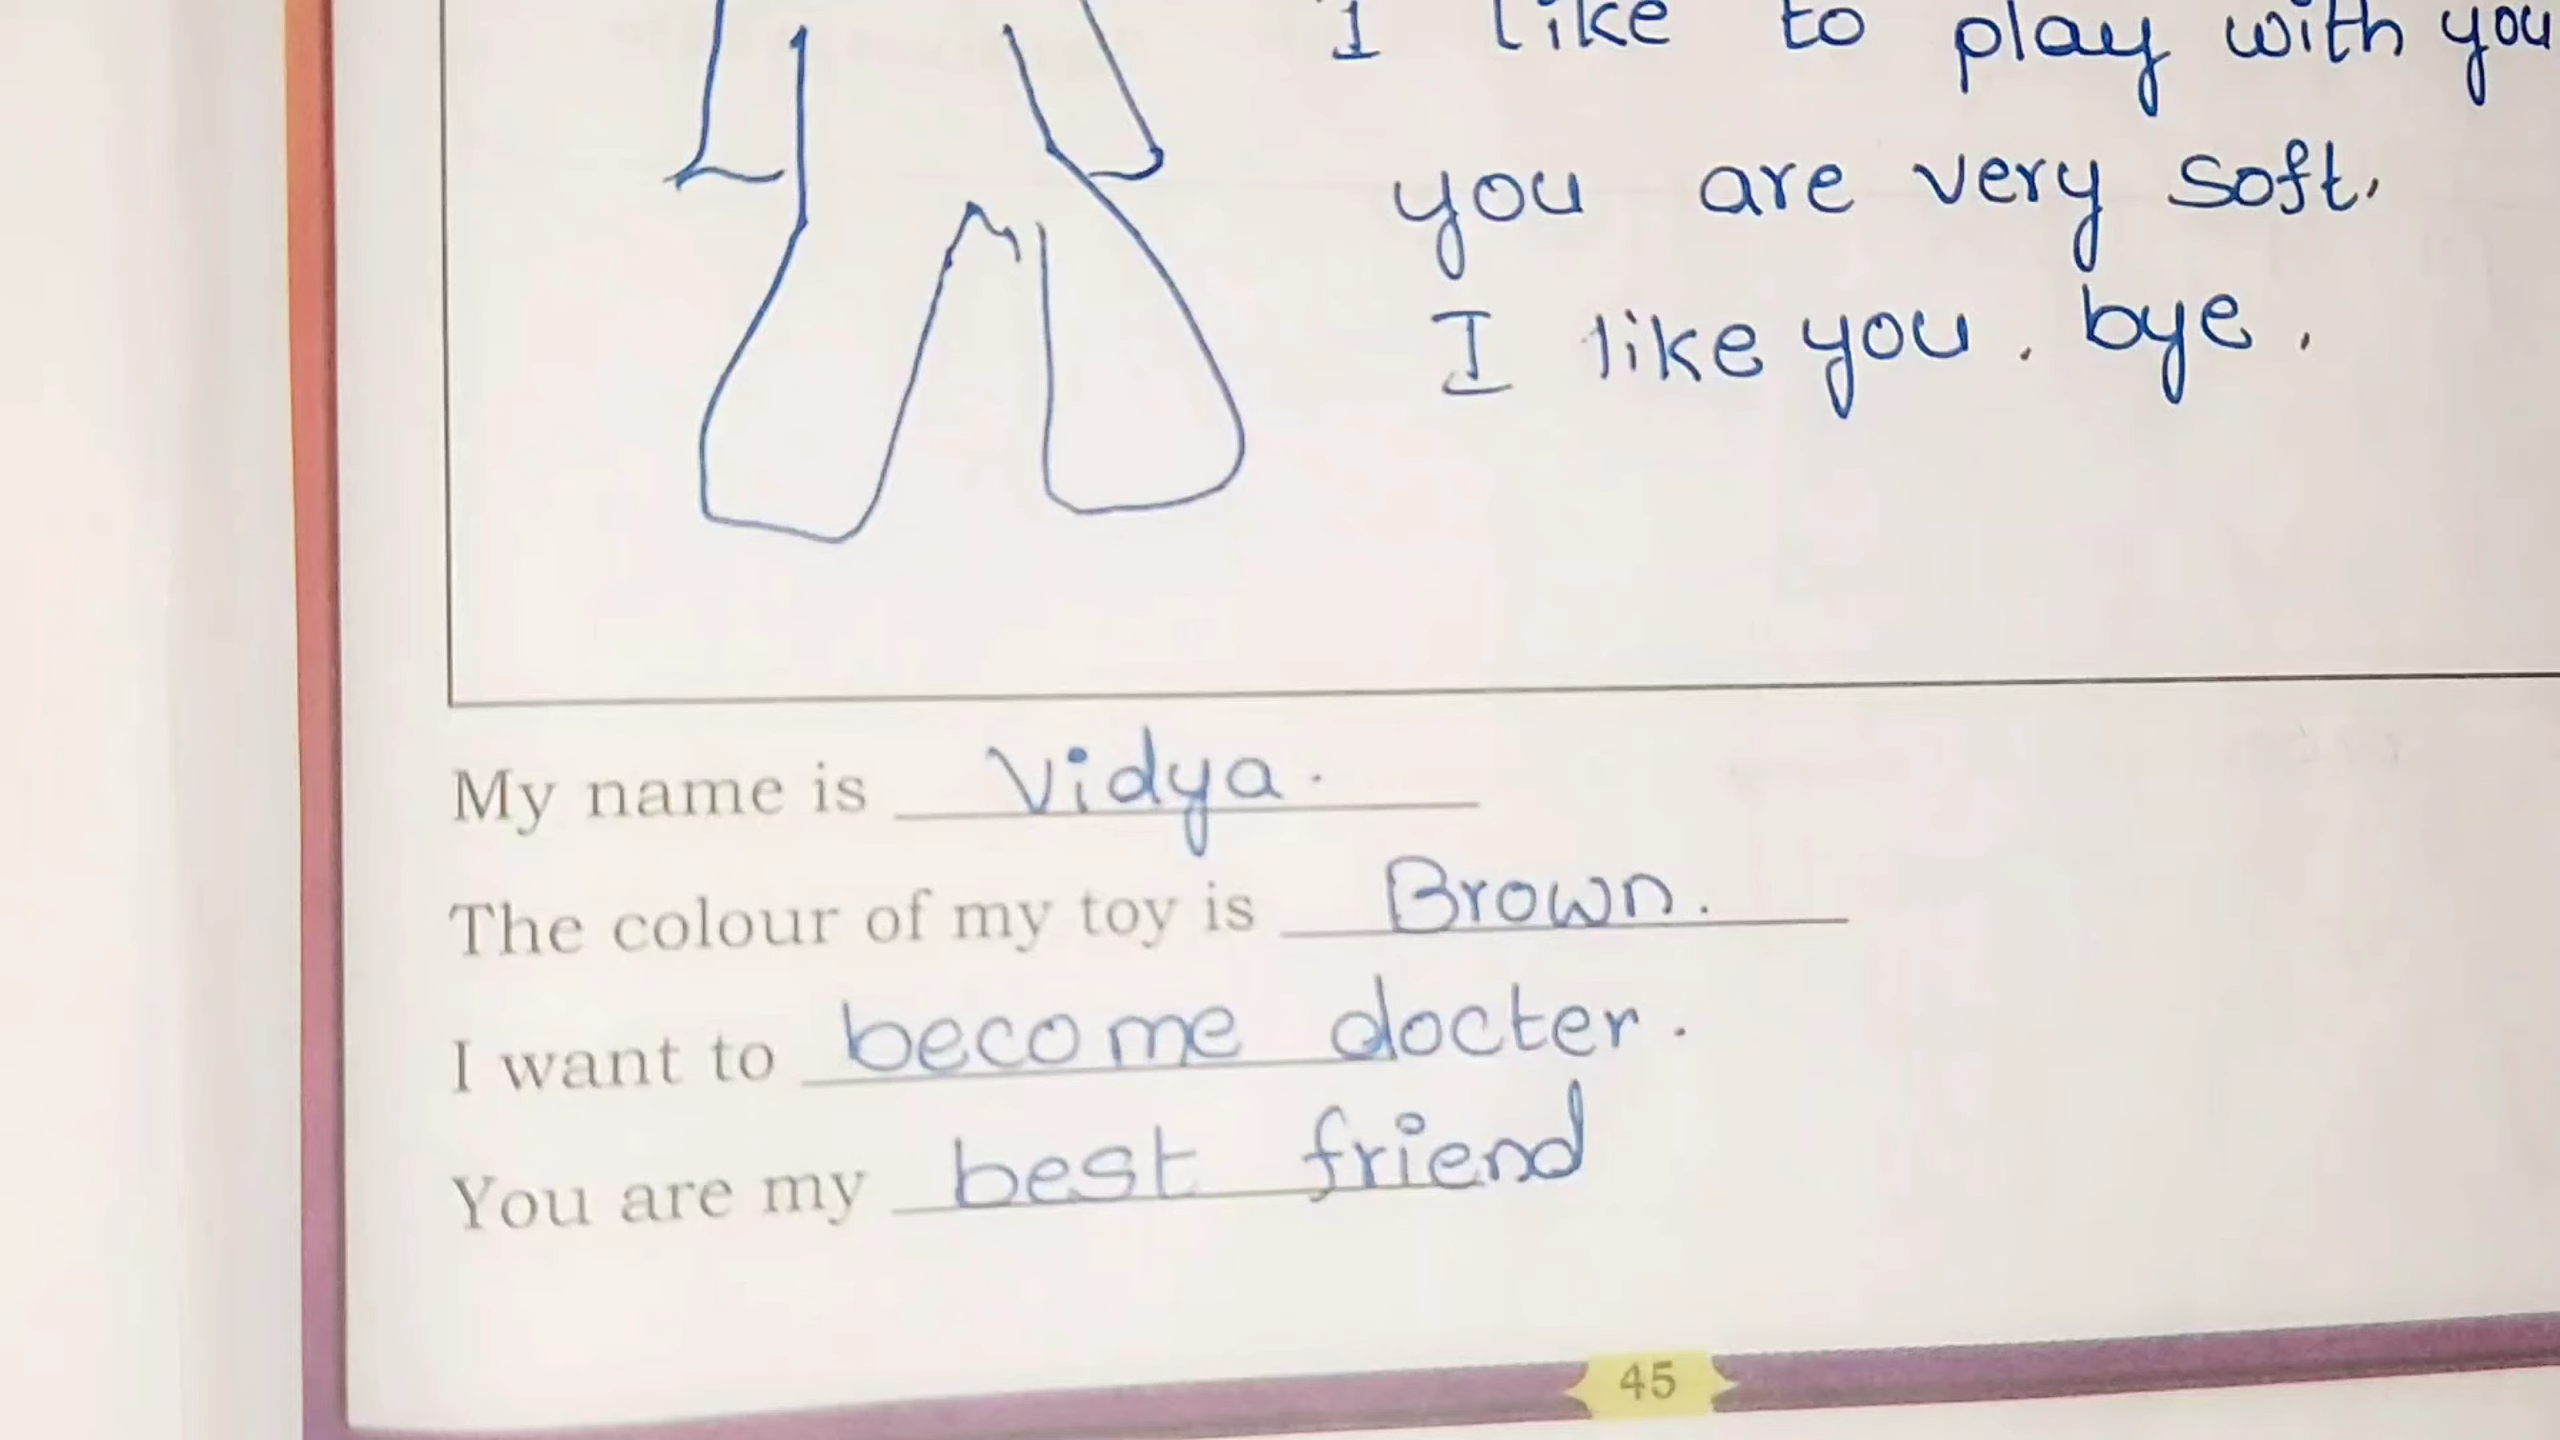 I like to play with you
you are very soft.
I like you. bye.
My name is Vidya.
The colour of my toy is Brown.
I want to become docter.
You are my best friend
45